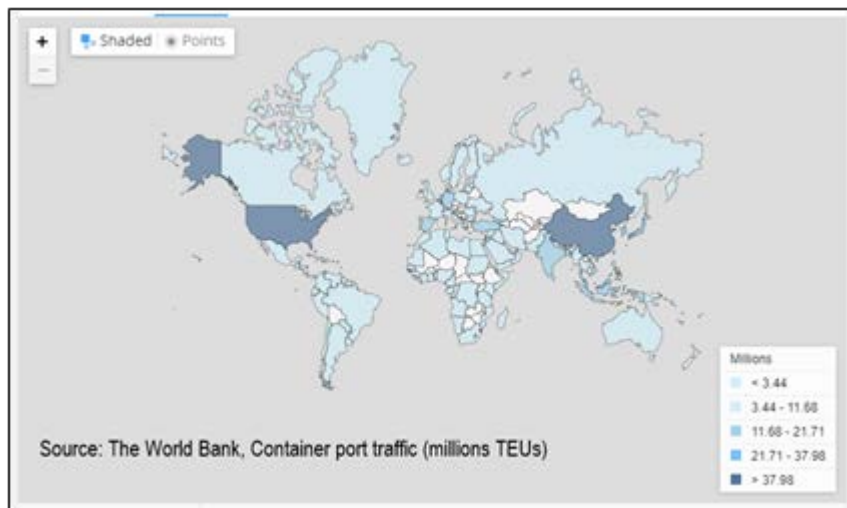 +
−
Shaded Points
Millions
< 3.44
3.44 - 11.68
11.68 - 21.71
21.71 - 37.98
> 37.98
Source: The World Bank, Container port traffic (millions TEUs)